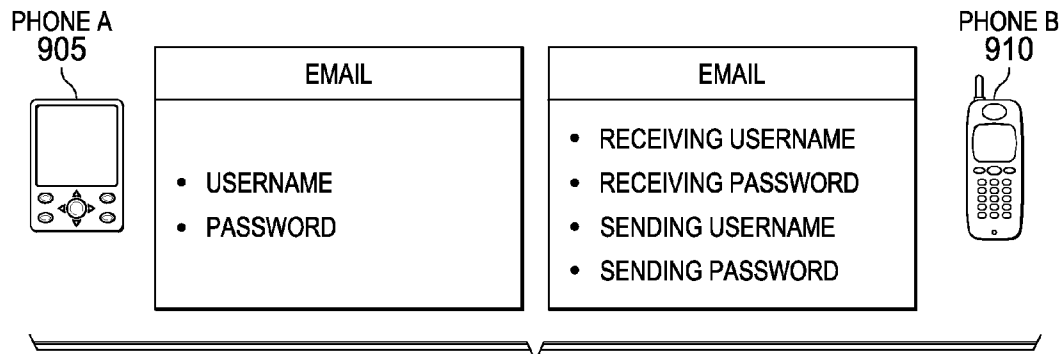 PHONE A
905
EMAIL
• USERNAME
• PASSWORD
EMAIL
• RECEIVING USERNAME
• RECEIVING PASSWORD
• SENDING USERNAME
• SENDING PASSWORD
PHONE B
910